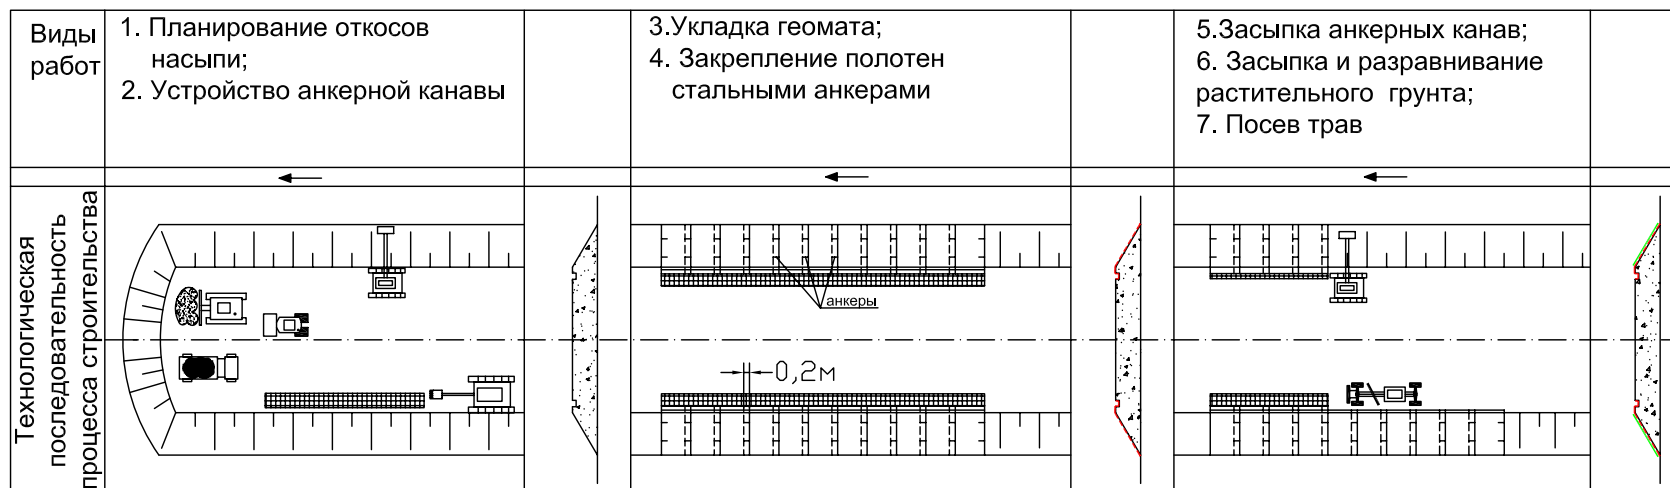 Виды
работ
1. Планирование откосов
насыпи;
2. Устройство анкерной канавы
3.Укладка геомата;
4. Закрепление полотен
стальными анкерами
5.Засыпка анкерных канав;
6. Засыпка и разравнивание
растительного грунта;
7. Посев трав
Технологическая
последовательность
процесса строительства
анкеры
0,2м